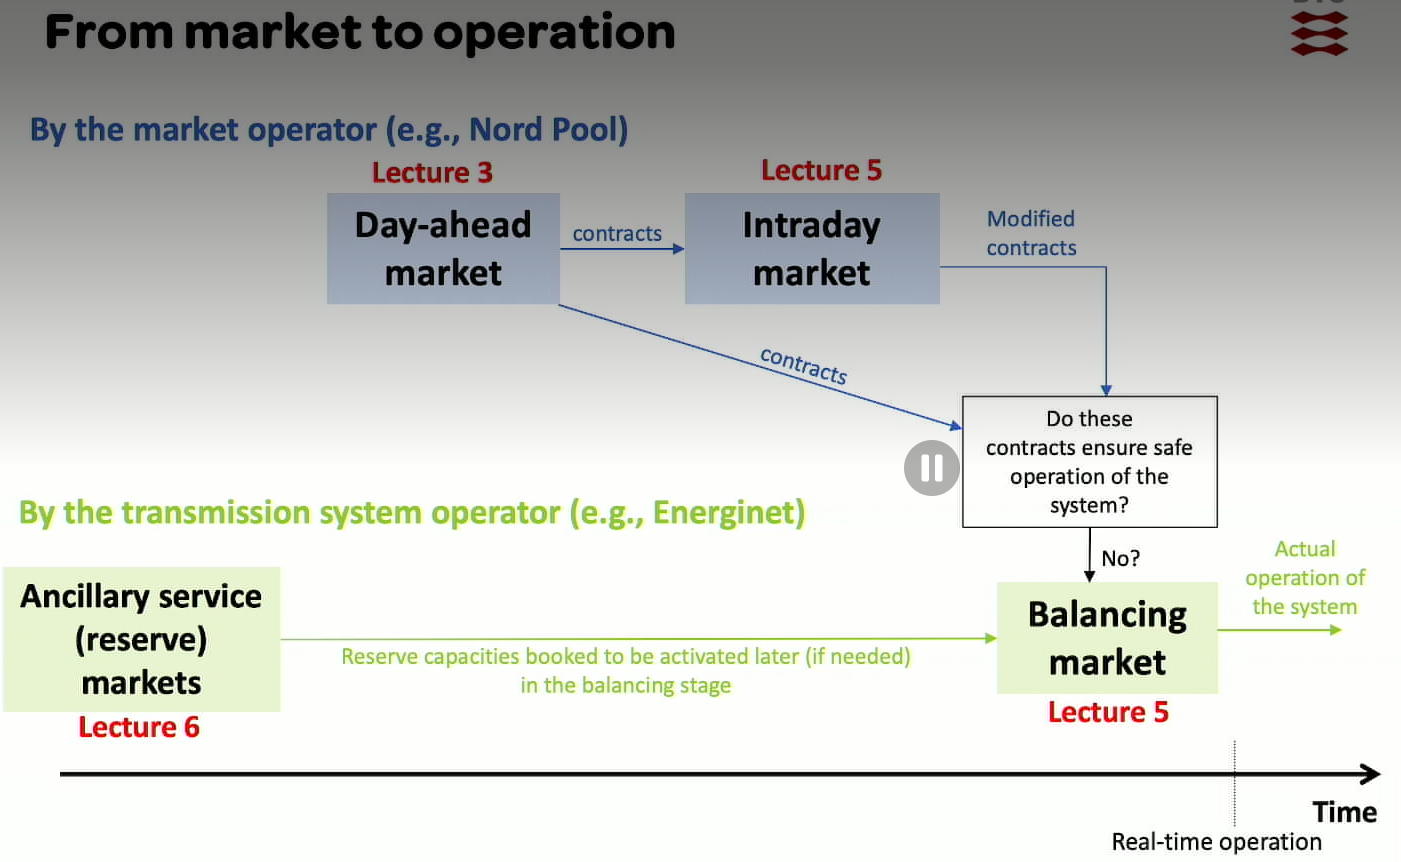 From market to operation
By the market operator (e.g., Nord Pool)
Lecture 3
Lecture 5
Day-ahead
market
contracts
Intraday
market
Modified
contracts
contracts
Do these
contracts ensure safe
operation of the
system?
By the transmission system operator (e.g., Energinet)
No?
Actual
operation of
the system
Ancillary service
(reserve)
markets
Lecture 6
Reserve capacities booked to be activated later (if needed)
in the balancing stage
Balancing
market
Lecture 5
Time
Real-time operation